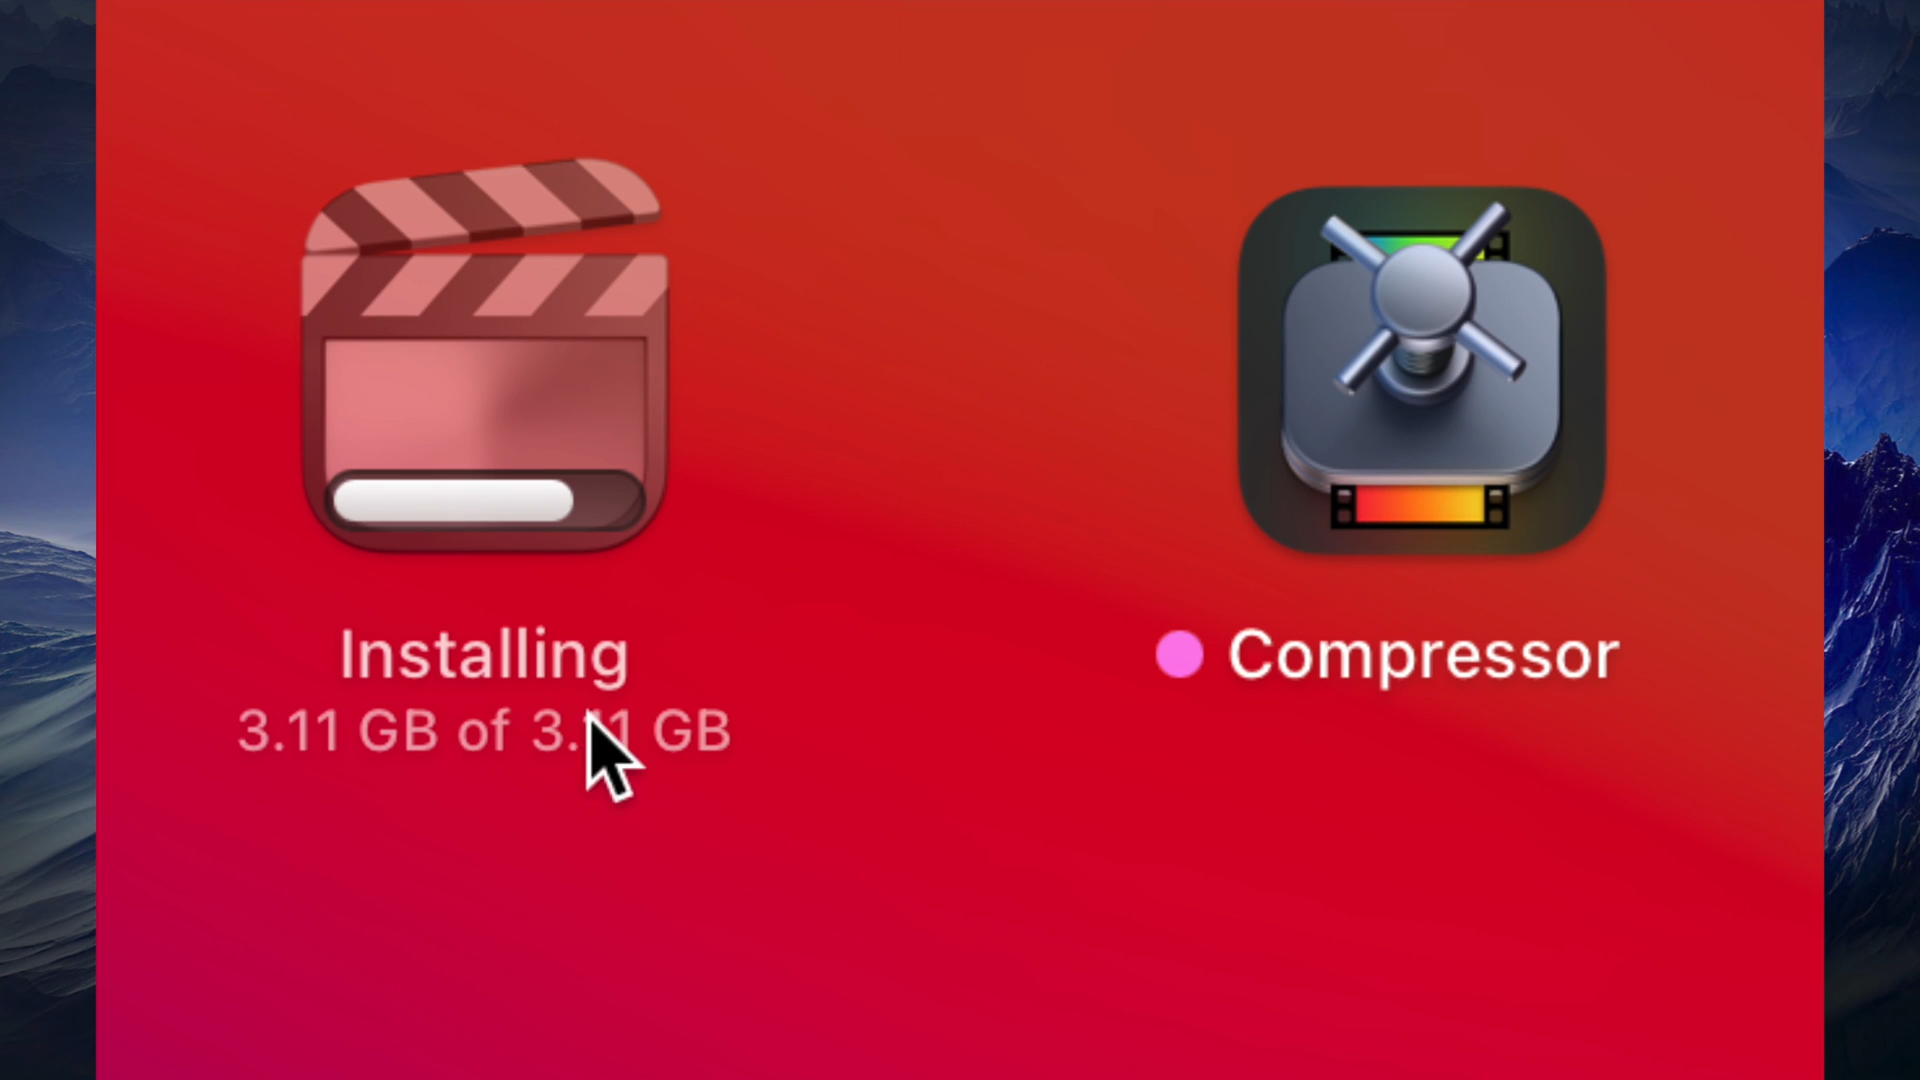 Installing
3.11 GB of 3.11 GB
Compressor